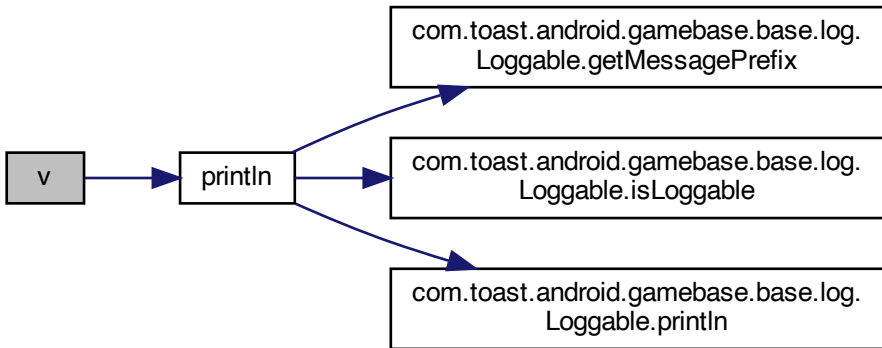 v
println
com.toast.android.gamebase.base.log.
Loggable.getMessagePrefix
com.toast.android.gamebase.base.log.
Loggable.isLoggable
com.toast.android.gamebase.base.log.
Loggable.println